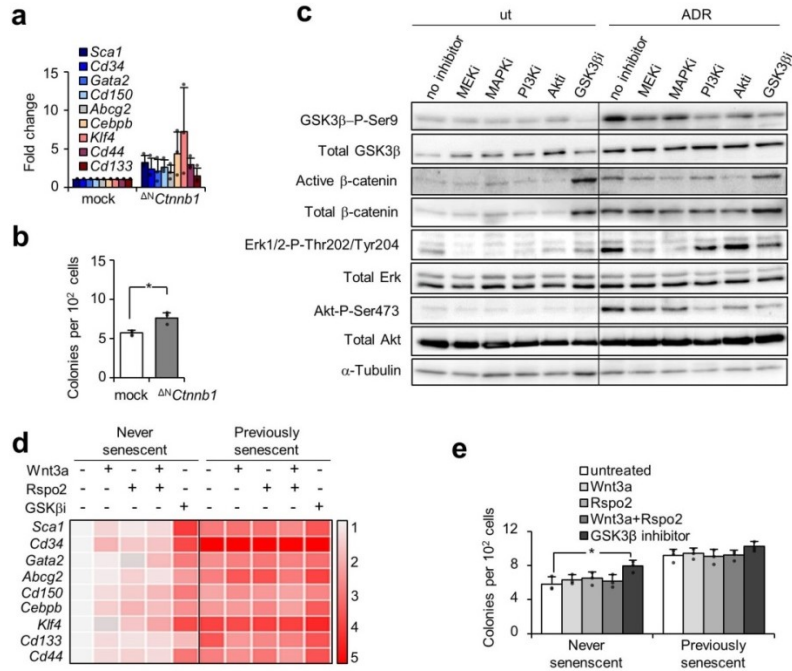 a
Sca1
Cd34
Gata2
Cd150
Abcg2
Cebpb
Klf4
Cd44
Cd133
Fold change
20
15
10
5
0
mock
ΔNCtnnb1
b
Colonies per 10² cells
15
10
5
0
*
mock
ΔNCtnnb1
c
ut
ADR
no inhibitor
MEKi
MAPKi
PI3Ki
Akti
GSK3βi
no inhibitor
MEKi
MAPKi
PI3Ki
Akti
GSK3βi
GSK3β–P-Ser9
Total GSK3β
Active β-catenin
Total β-catenin
Erk1/2-P-Thr202/Tyr204
Total Erk
Akt-P-Ser473
Total Akt
α-Tubulin
d
Never senescent
Previously senescent
Wnt3a - + - + - - + - + -
Rspo2 - - + + - - - + + -
GSKβi - - - - + - - - - +
Sca1
Cd34
Gata2
Abcg2
Cd150
Cebpb
Klf4
Cd133
Cd44
1
2
3
4
5
e
untreated
Wnt3a
Rspo2
Wnt3a+Rspo2
GSK3β inhibitor
Colonies per 10² cells
12
8
4
0
*
Never
senenscent
Previously
senescent